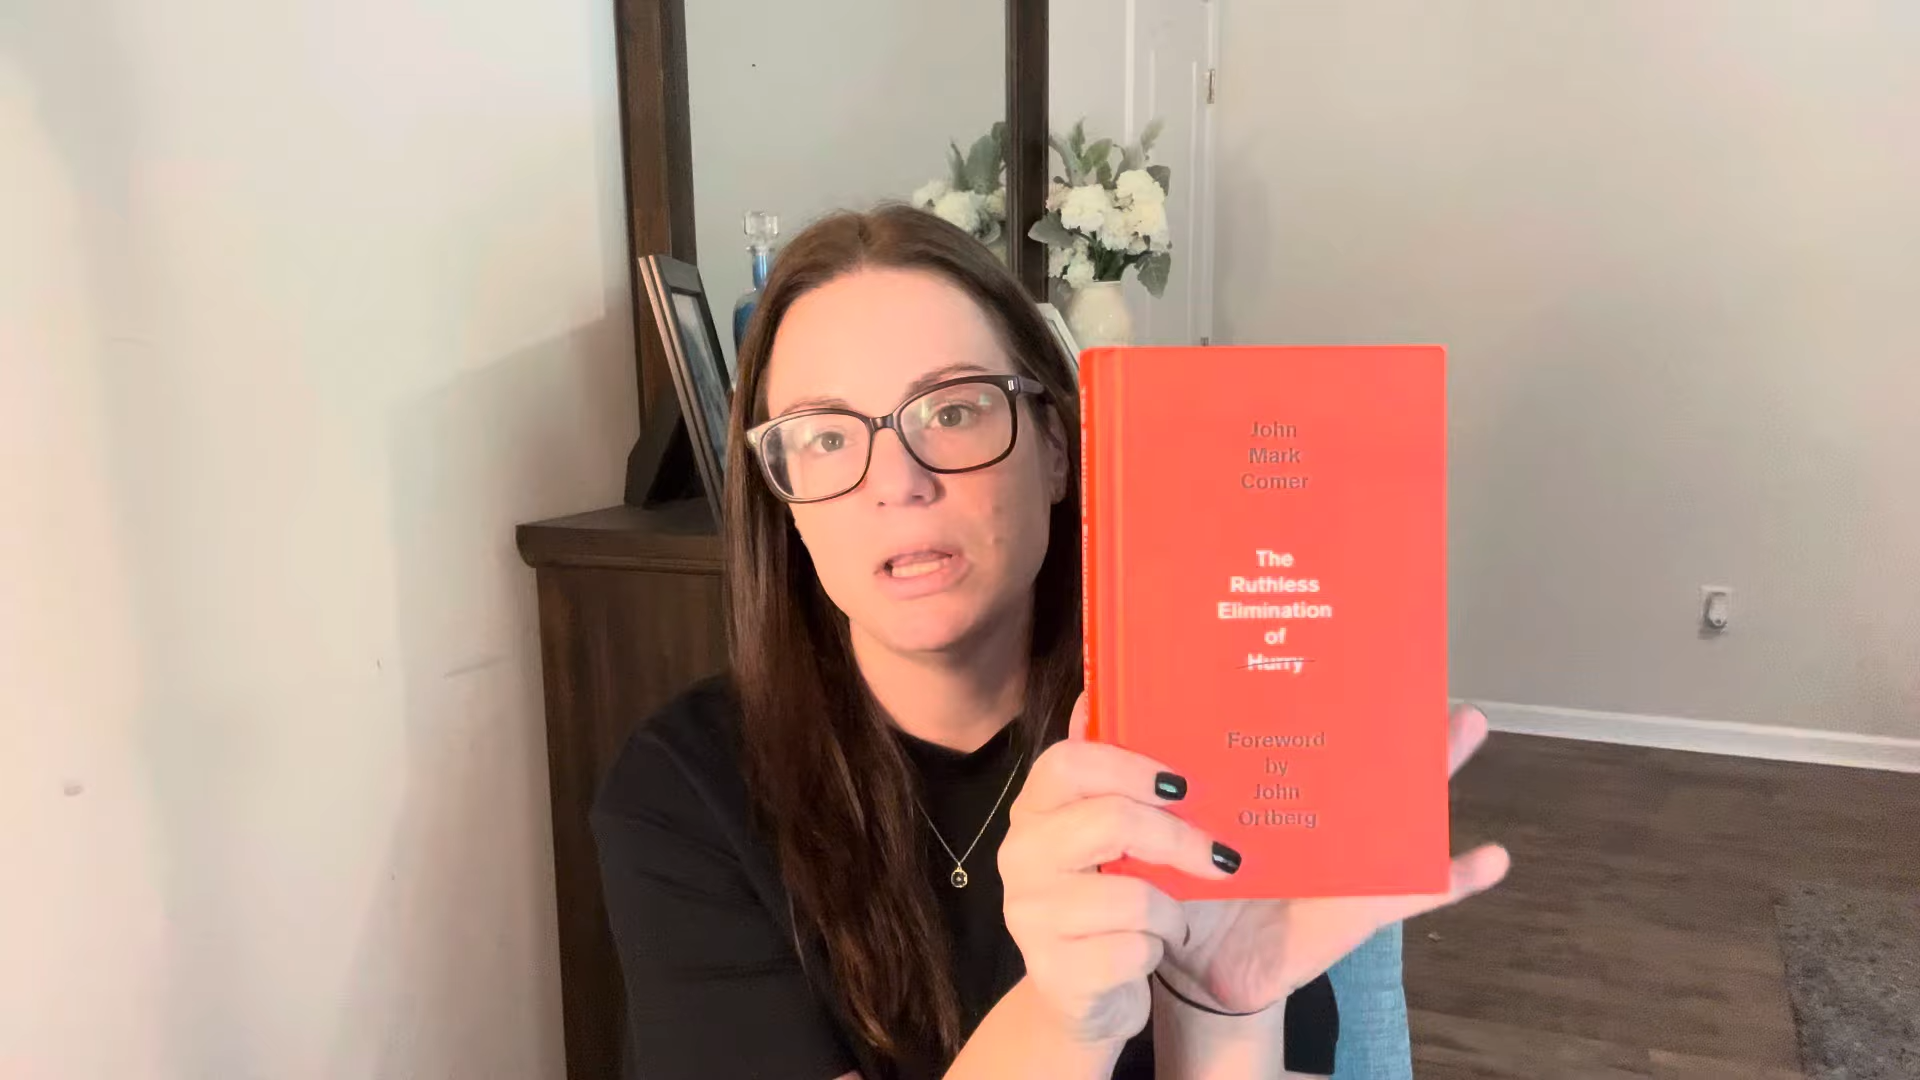 John
Mark
Comer
The
Ruthless
Elimination
of
Hurry
Foreword
by
John
Ortberg